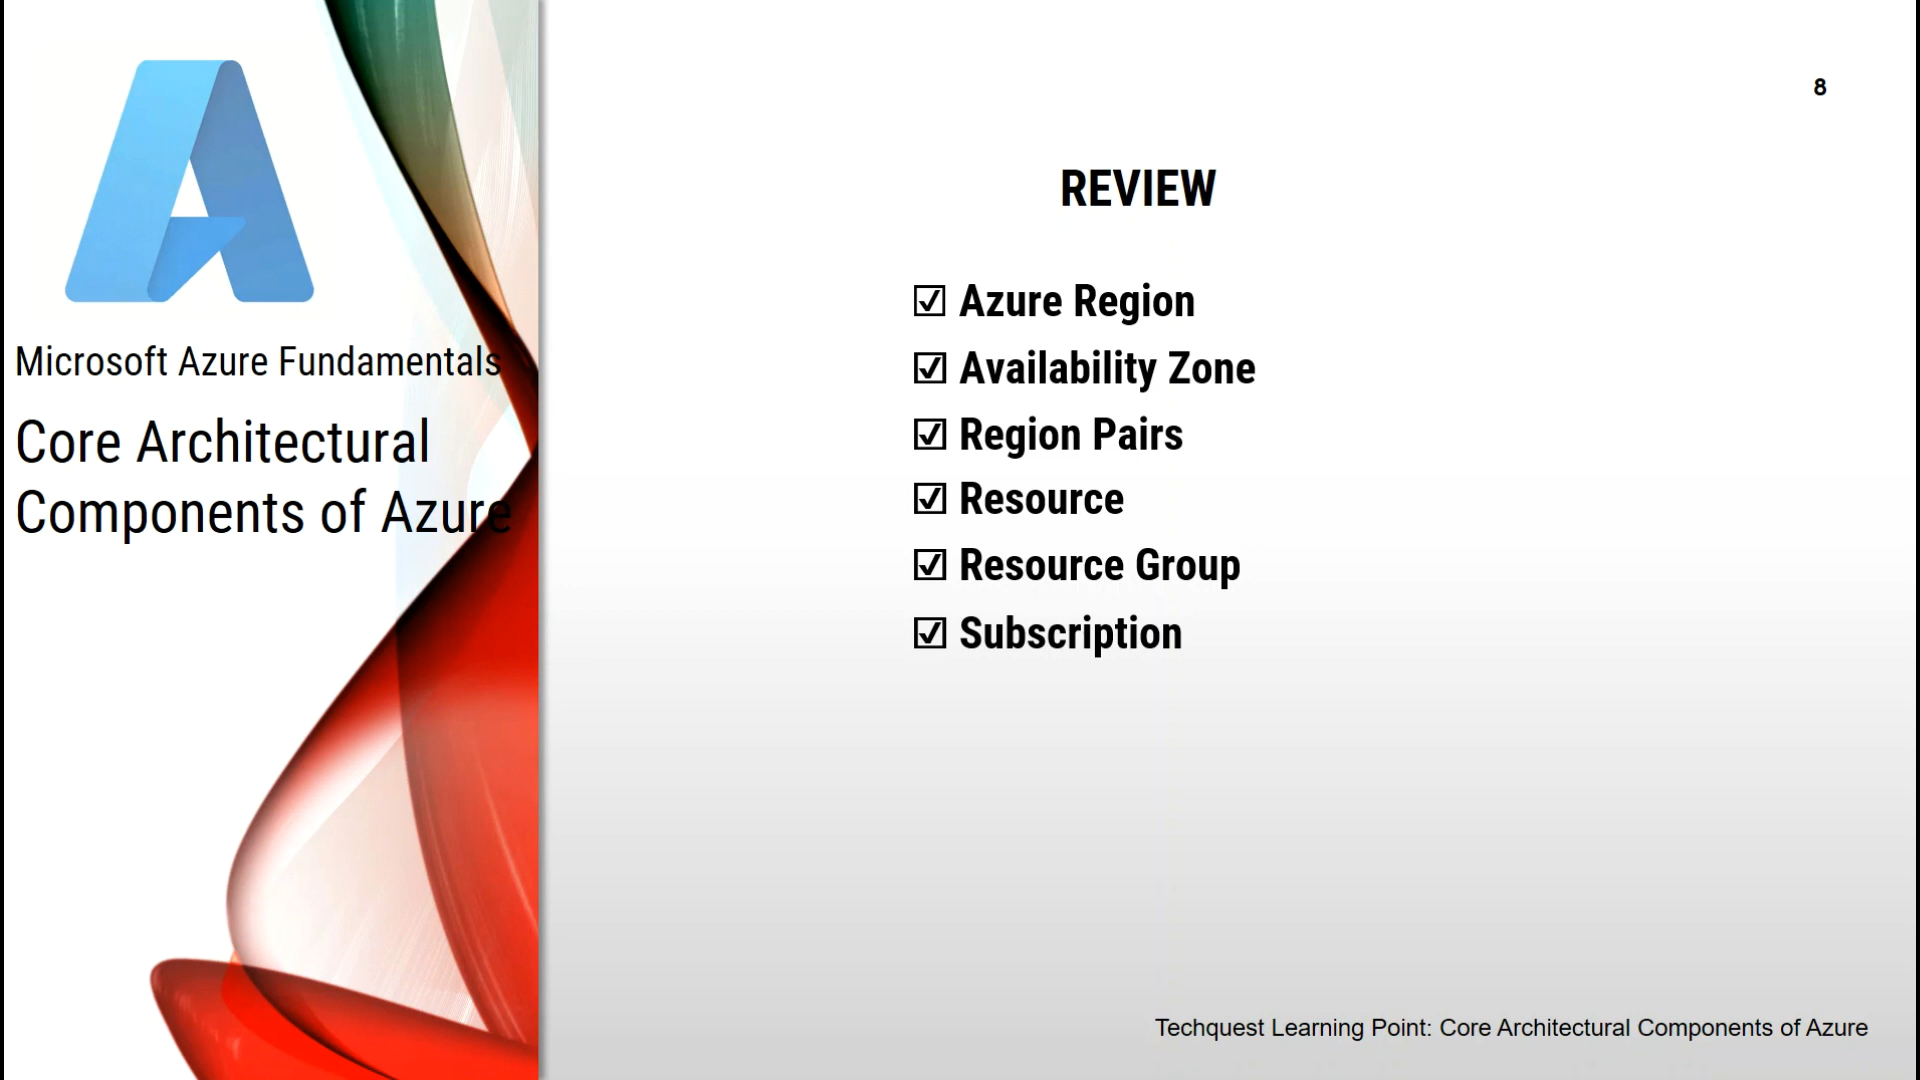 Microsoft Azure Fundamentals
Core Architectural
Components of Azure
8
REVIEW
☑ Azure Region
☑ Availability Zone
☑ Region Pairs
☑ Resource
☑ Resource Group
☑ Subscription
Techquest Learning Point: Core Architectural Components of Azure